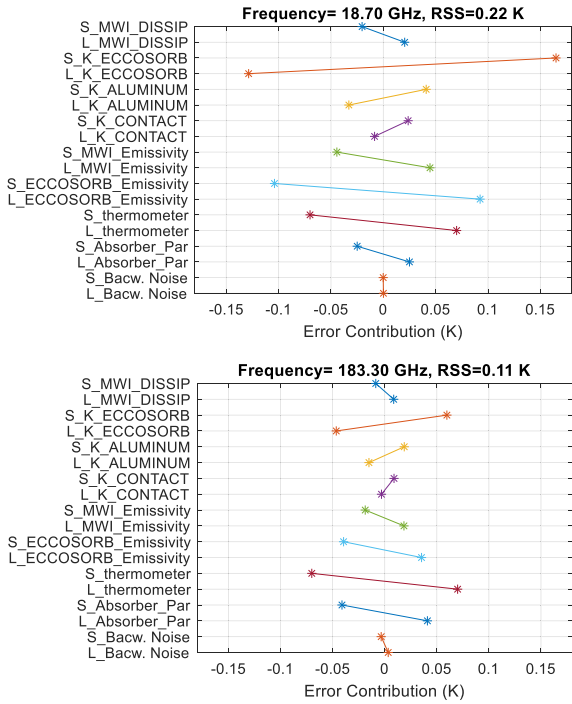 Frequency= 18.70 GHz, RSS=0.22 K
S_MWI_DISSIP
L_MWI_DISSIP
S_K_ECCOSORB
L_K_ECCOSORB
S_K_ALUMINUM
L_K_ALUMINUM
S_K_CONTACT
L_K_CONTACT
S_MWI_Emissivity
L_MWI_Emissivity
S_ECCOSORB_Emissivity
L_ECCOSORB_Emissivity
S_thermometer
L_thermometer
S_Absorber_Par
L_Absorber_Par
S_Bacw. Noise
L_Bacw. Noise
-0.15 -0.1 -0.05 0 0.05 0.1 0.15
Error Contribution (K)
Frequency= 183.30 GHz, RSS=0.11 K
S_MWI_DISSIP
L_MWI_DISSIP
S_K_ECCOSORB
L_K_ECCOSORB
S_K_ALUMINUM
L_K_ALUMINUM
S_K_CONTACT
L_K_CONTACT
S_MWI_Emissivity
L_MWI_Emissivity
S_ECCOSORB_Emissivity
L_ECCOSORB_Emissivity
S_thermometer
L_thermometer
S_Absorber_Par
L_Absorber_Par
S_Bacw. Noise
L_Bacw. Noise
-0.15 -0.1 -0.05 0 0.05 0.1 0.15
Error Contribution (K)